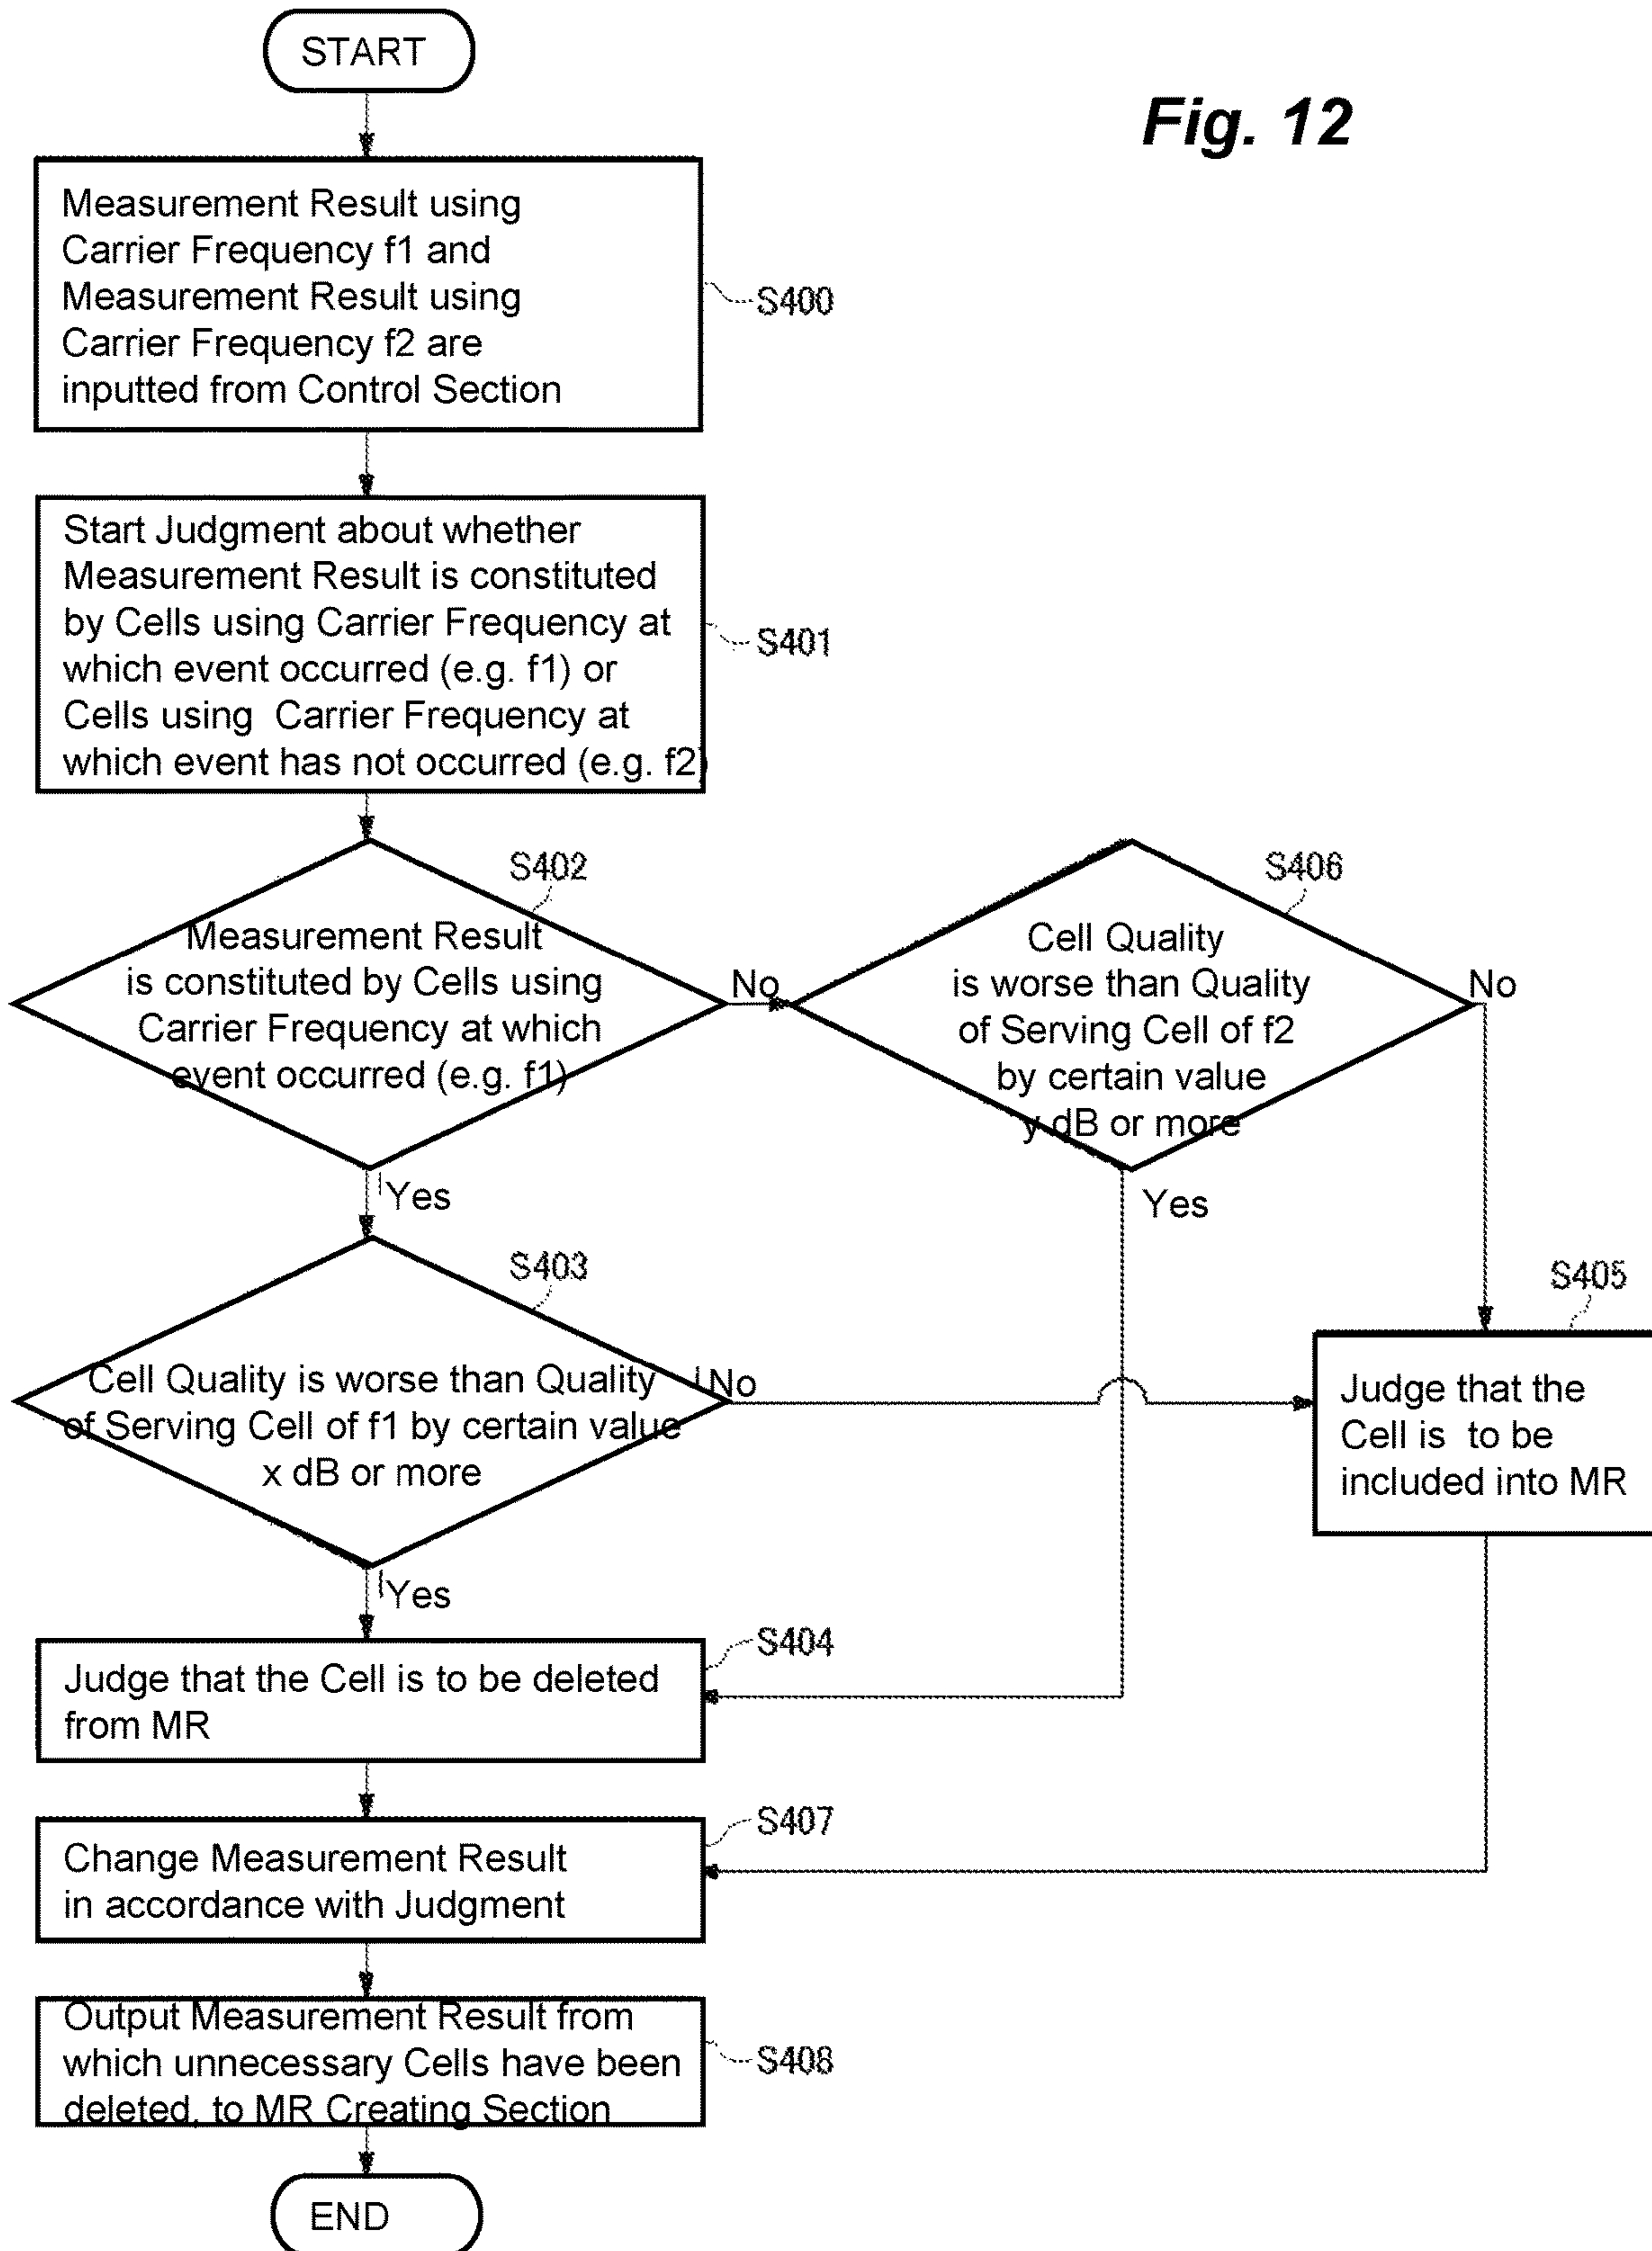 START
Fig. 12
Measurement Result using
Carrier Frequency f1 and
Measurement Result using
Carrier Frequency f2 are
inputted from Control Section
S400
Start Judgment about whether
Measurement Result is constituted
by Cells using Carrier Frequency at
which event occurred (e.g. f1) or
Cells using Carrier Frequency at
which event has not occurred (e.g. f2)
S401
S402
Measurement Result
is constituted by Cells using
Carrier Frequency at which
event occurred (e.g. f1)
No
Yes
S406
Cell Quality
is worse than Quality
of Serving Cell of f2
by certain value
y dB or more
No
Yes
S403
Cell Quality is worse than Quality
of Serving Cell of f1 by certain value
x dB or more
No
Yes
S405
Judge that the
Cell is to be
included into MR
S404
Judge that the Cell is to be deleted
from MR
S407
Change Measurement Result
in accordance with Judgment
Output Measurement Result from
which unnecessary Cells have been
deleted, to MR Creating Section
S408
END